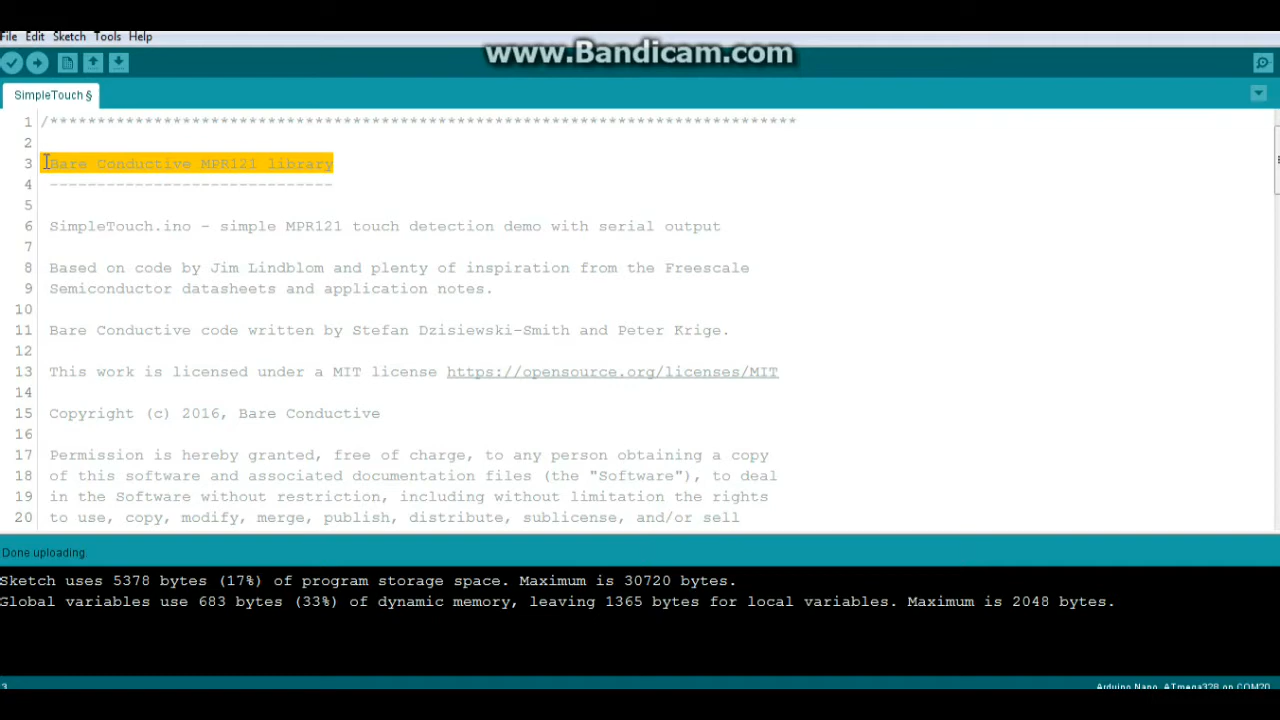 www.Bandicam.com
File Edit Sketch Tools Help
SimpleTouch §
1 /*******************************************************************************
2
3 Bare Conductive MPR121 library
4 ------------------------------
5
6 SimpleTouch.ino - simple MPR121 touch detection demo with serial output
7
8 Based on code by Jim Lindblom and plenty of inspiration from the Freescale
9 Semiconductor datasheets and application notes.
10
11 Bare Conductive code written by Stefan Dzisiewski-Smith and Peter Krige.
12
13 This work is licensed under a MIT license https://opensource.org/licenses/MIT
14
15 Copyright (c) 2016, Bare Conductive
16
17 Permission is hereby granted, free of charge, to any person obtaining a copy
18 of this software and associated documentation files (the "Software"), to deal
19 in the Software without restriction, including without limitation the rights
20 to use, copy, modify, merge, publish, distribute, sublicense, and/or sell
Done uploading.
Sketch uses 5378 bytes (17%) of program storage space. Maximum is 30720 bytes.
Global variables use 683 bytes (33%) of dynamic memory, leaving 1365 bytes for local variables. Maximum is 2048 bytes.
3 Arduino Nano, ATmega328 on COM20